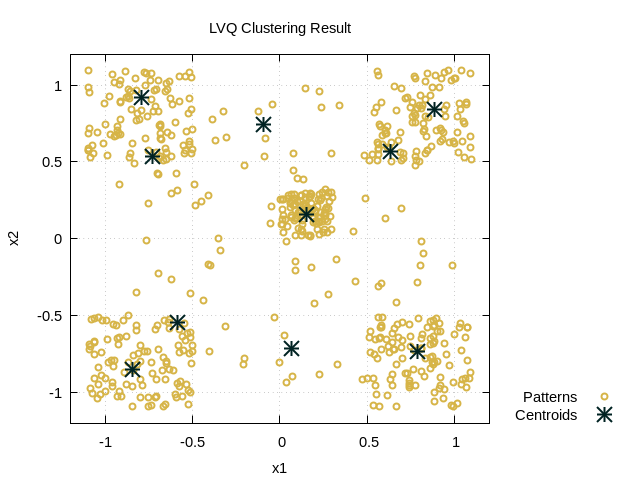 LVQ Clustering Result
1
0.5
0
-0.5
-1
x2
-1 -0.5 0 0.5 1
x1
Patterns
Centroids